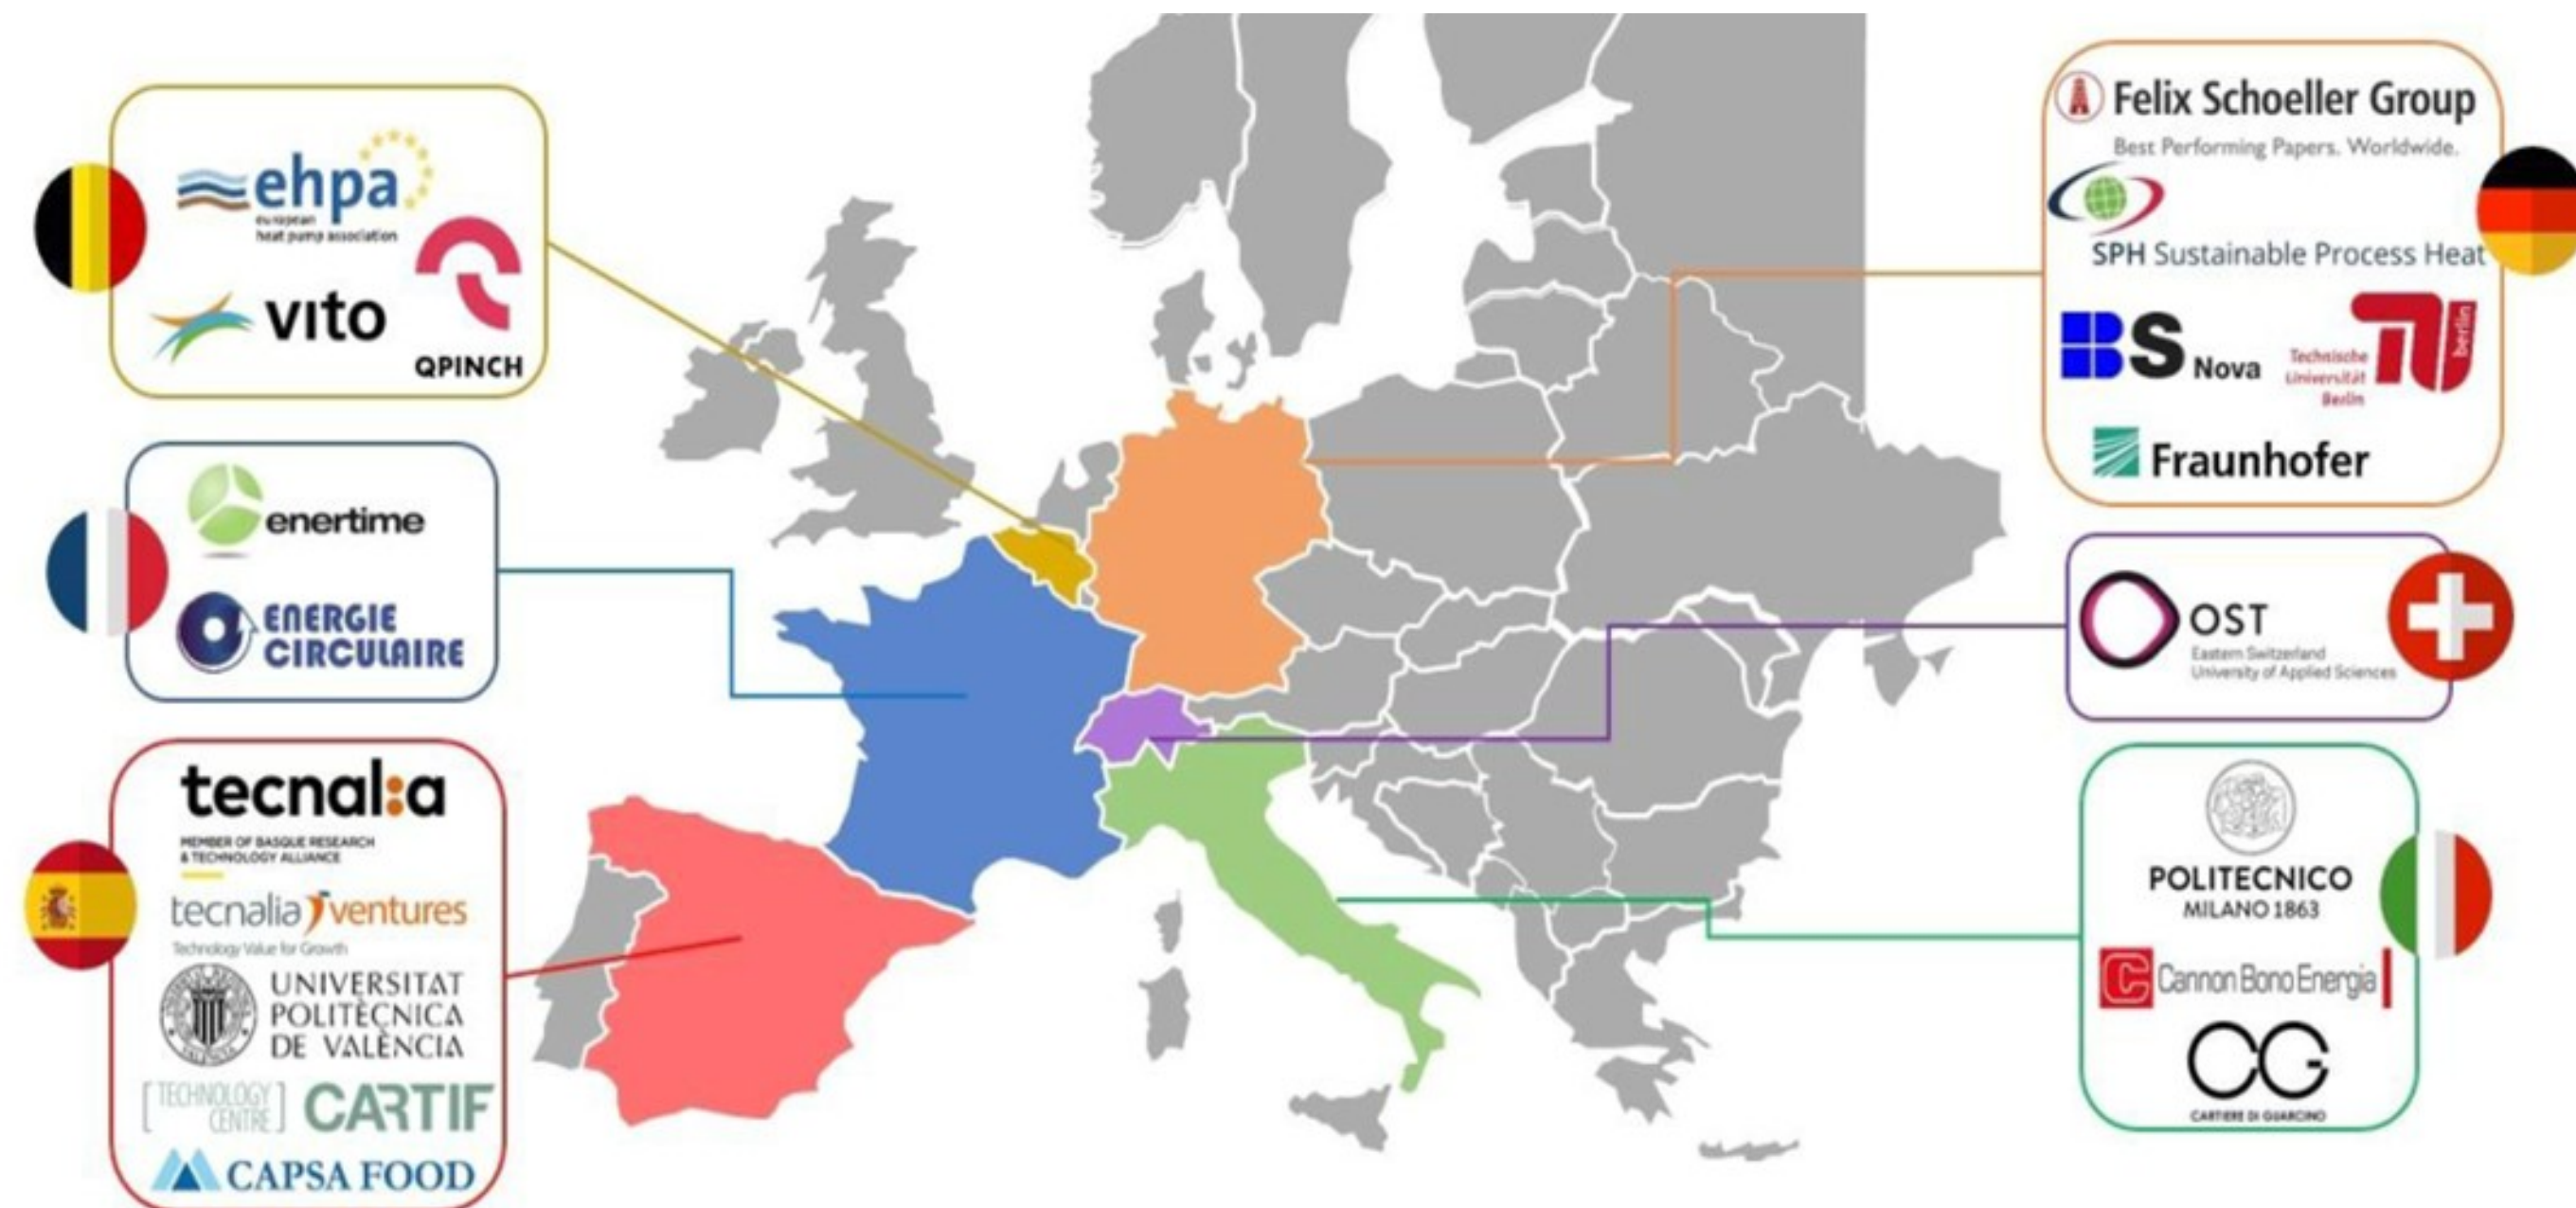 ehpa
european
heat pump association
vito
QPINCH
enertime
ENERGIE
CIRCULAIRE
tecnal:a
MEMBER OF BASQUE RESEARCH
& TECHNOLOGY ALLIANCE
tecnalia ventures
Technology Value for Growth
UNIVERSITAT
POLITÈCNICA
DE VALÈNCIA
[TECHNOLOGY
CENTRE] CARTIF
CAPSA FOOD
Felix Schoeller Group
Best Performing Papers. Worldwide.
SPH Sustainable Process Heat
BS Nova
Technische
Universität
Berlin
TU berlin
Fraunhofer
OST
Eastern Switzerland
University of Applied Sciences
POLITECNICO
MILANO 1863
C Cannon Bono Energia
CG
CARTIERE DI GUARCINO